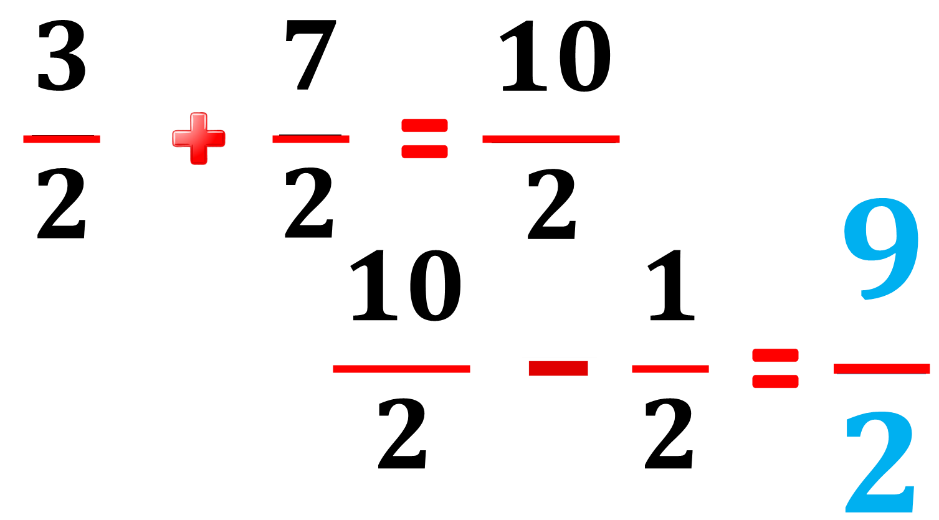 3/2 + 7/2 = 10/2
10/2 - 1/2 = 9/2